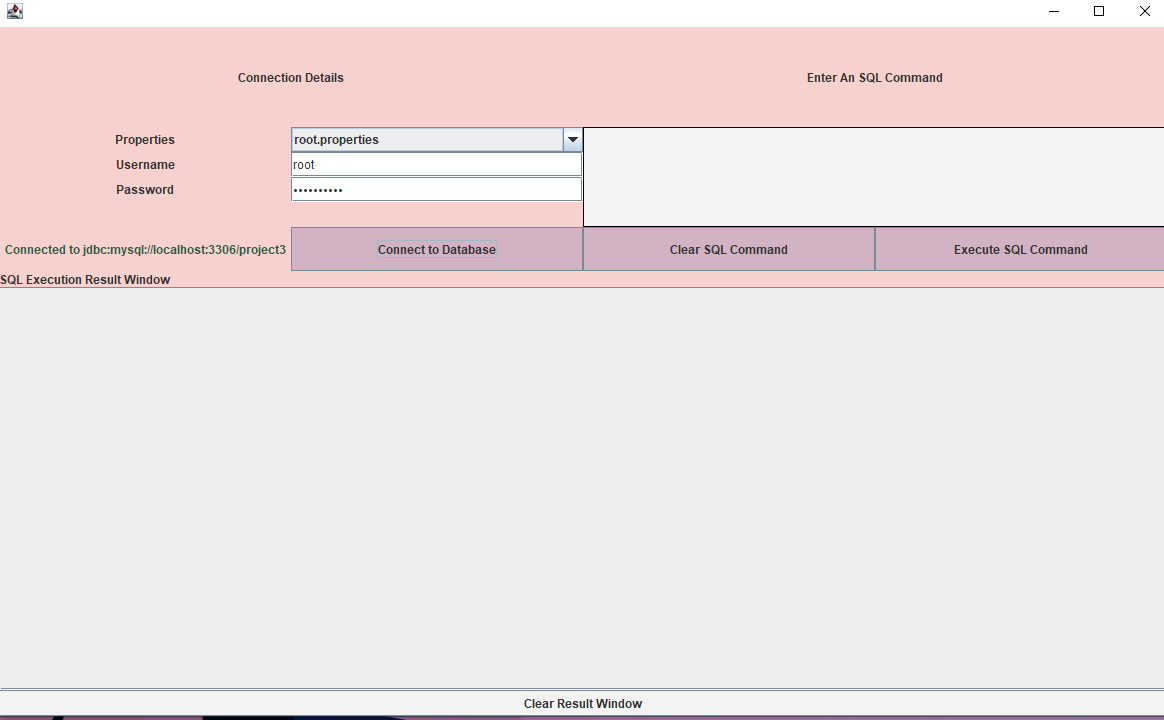 Connection Details
Enter An SQL Command
Properties
root.properties
Username
root
Password
••••••••••
Connected to jdbc:mysql://localhost:3306/project3
Connect to Database
Clear SQL Command
Execute SQL Command
SQL Execution Result Window
Clear Result Window